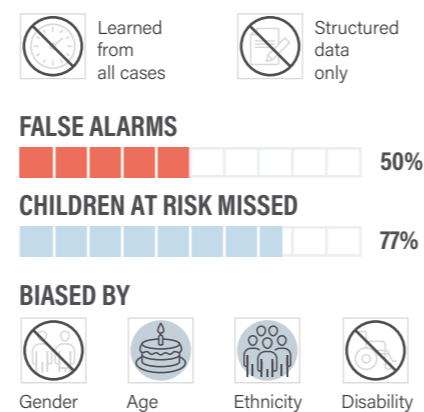 Learned
from
all cases
Structured
data
only
FALSE ALARMS
50%
CHILDREN AT RISK MISSED
77%
BIASED BY
Gender
Age
Ethnicity
Disability